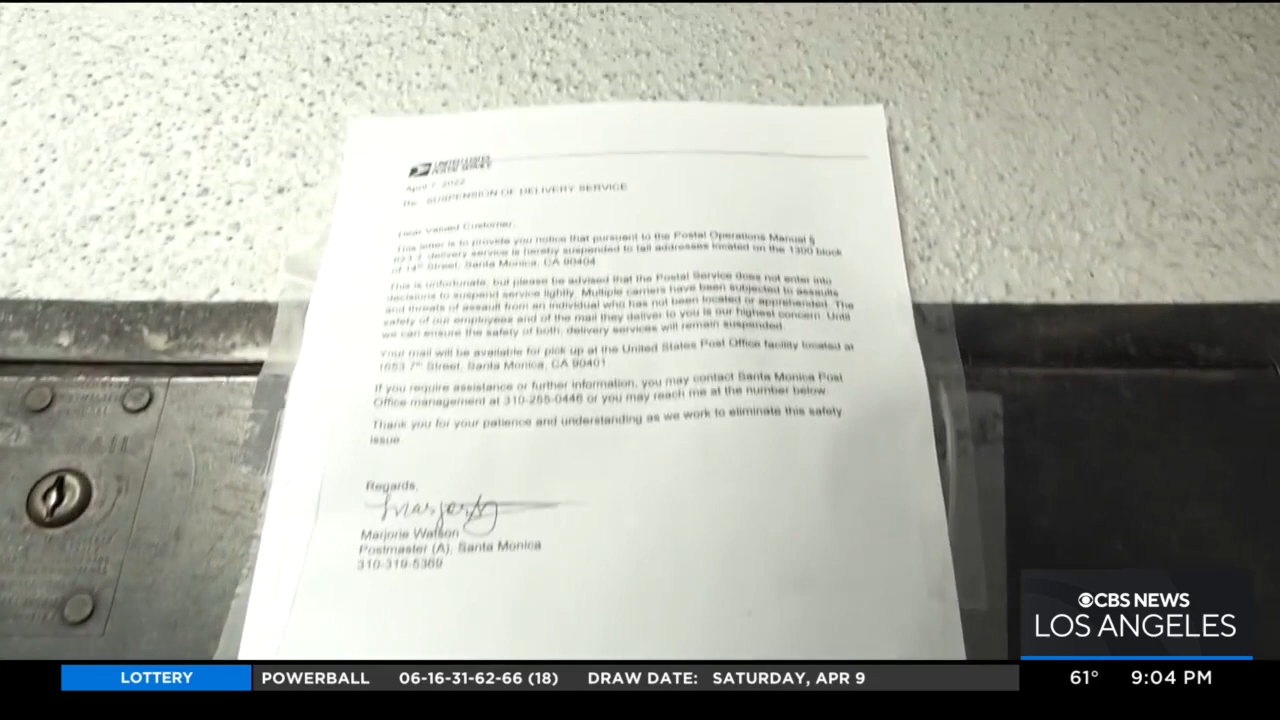 UNITED STATES
POSTAL SERVICE
April 7, 2022
Re: SUSPENSION OF DELIVERY SERVICE
Dear Valued Customer,
This letter is to provide you notice that pursuant to the Postal Operations Manual §
delivery service is hereby suspended to tall addresses located on the 1300 block
of 14th Street, Santa Monica, CA 90404.
This is unfortunate, but please be advised that the Postal Service does not enter into
decisions to suspend service lightly. Multiple carriers have been subjected to assaults
and threats of assault from an individual who has not been located or apprehended. The
safety of our employees and of the mail they deliver to you is our highest concern. Until
we can ensure the safety of both, delivery services will remain suspended.
Your mail will be available for pick up at the United States Post Office facility located at
1653 7th Street, Santa Monica, CA 90401
If you require assistance or further information, you may contact Santa Monica Post
Office management at 310-255-0446 or you may reach me at the number below.
Thank you for your patience and understanding as we work to eliminate this safety
issue
Regards,
Marjorie Watson
Postmaster (A), Santa Monica
310-319-5369
CBS NEWS
LOS ANGELES
LOTTERY POWERBALL 06-16-31-62-66 (18) DRAW DATE: SATURDAY, APR 9 61° 9:04 PM